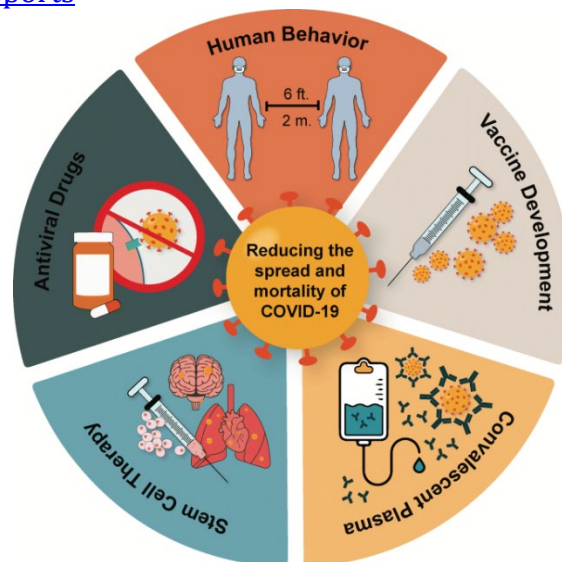 ports
Human Behavior
6 ft.
2 m.
Vaccine Development
Antiviral Drugs
Reducing the
spread and
mortality of
COVID-19
Convalescent Plasma
Stem Cell Therapy